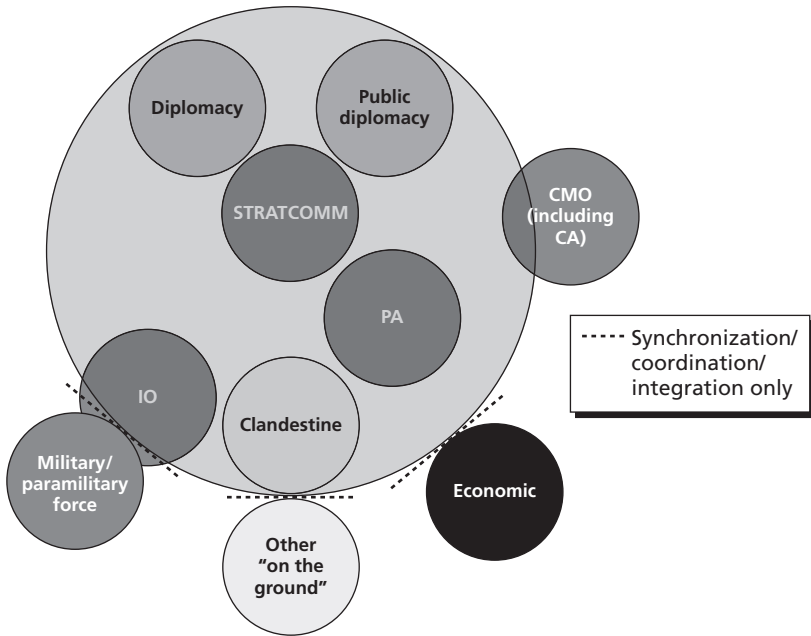 Diplomacy
Public
diplomacy
STRATCOMM
CMO
(including
CA)
PA
Synchronization/
coordination/
integration only
IO
Clandestine
Military/
paramilitary
force
Economic
Other
“on the
ground”